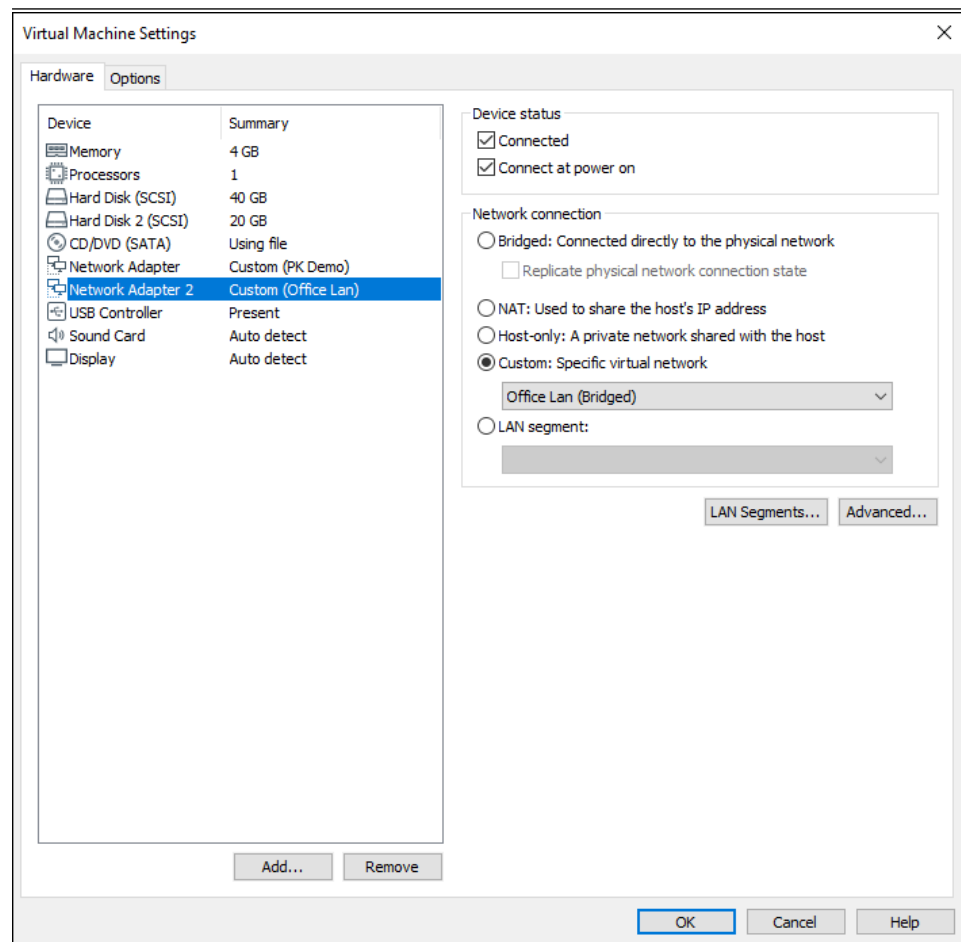 Virtual Machine Settings
Hardware Options
Device Summary
Memory 4 GB
Processors 1
Hard Disk (SCSI) 40 GB
Hard Disk 2 (SCSI) 20 GB
CD/DVD (SATA) Using file
Network Adapter Custom (PK Demo)
Network Adapter 2 Custom (Office Lan)
USB Controller Present
Sound Card Auto detect
Display Auto detect
Add... Remove
Device status
Connected
Connect at power on
Network connection
Bridged: Connected directly to the physical network
Replicate physical network connection state
NAT: Used to share the host's IP address
Host-only: A private network shared with the host
Custom: Specific virtual network
Office Lan (Bridged)
LAN segment:
LAN Segments... Advanced...
OK Cancel Help